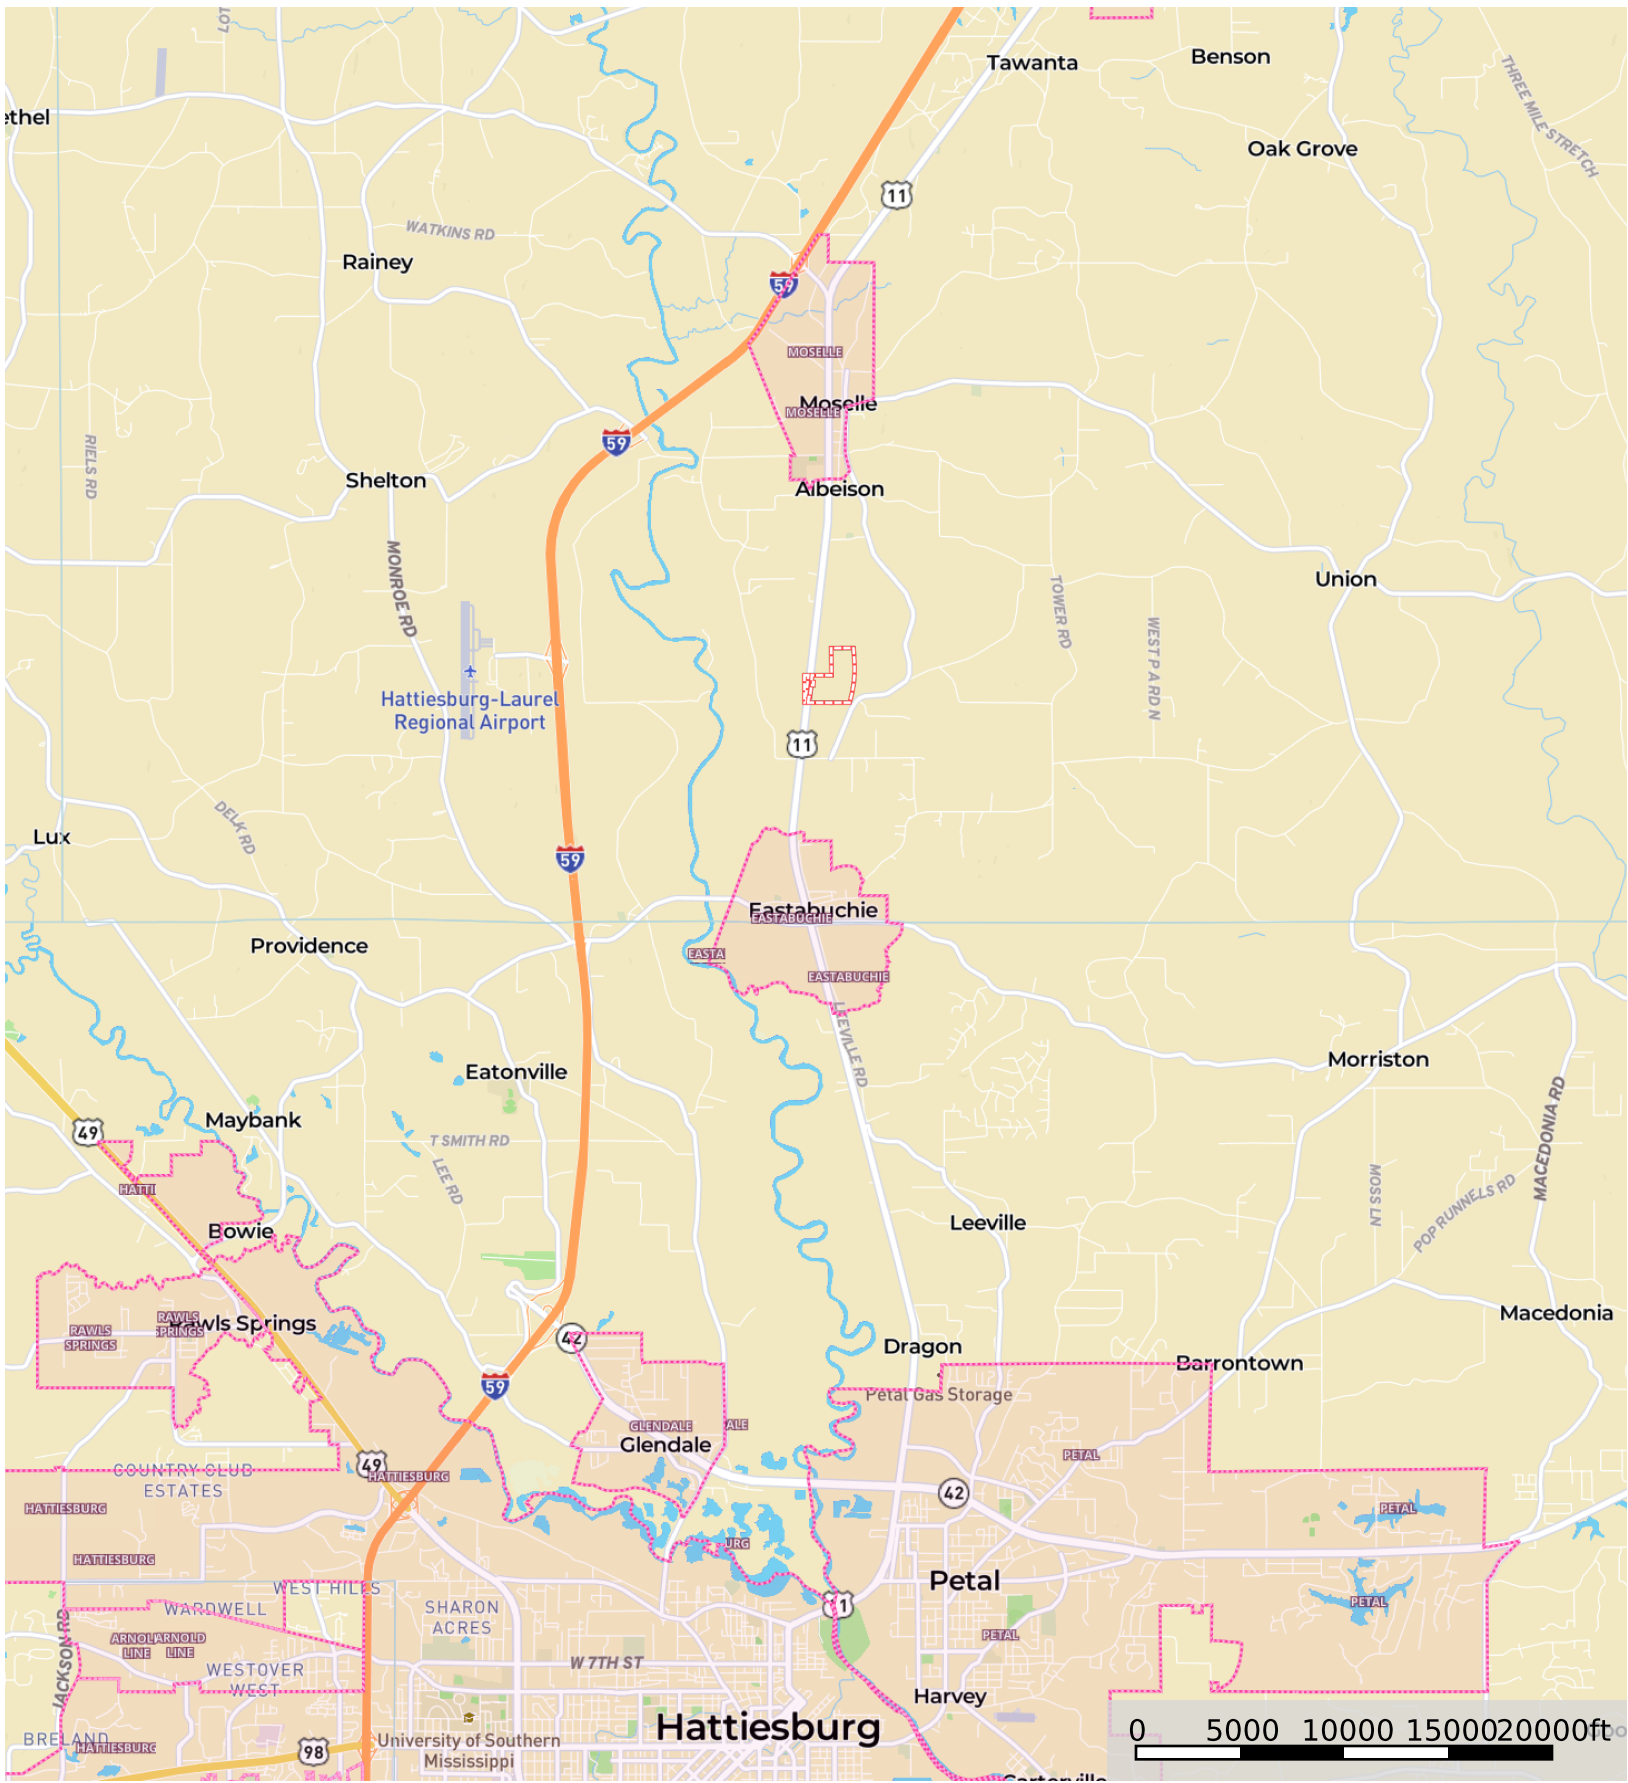 Tawanta
Benson
THREE MILE STRETCH
ethel
Oak Grove
11
WATKINS RD
Rainey
59
MOSELLE
Moselle
MOSELLE
59
RIELS RD
Shelton
Albeison
MONROE RD
TOWER RD
Union
WEST P A RD N
Hattiesburg-Laurel
Regional Airport
11
DELK RD
Lux
59
Eastabuchie
EASTABUCHIE
Providence
EASTA
EASTABUCHIE
LEEVILLE RD
Eatonville
Morriston
Maybank
49
T SMITH RD
LEE RD
MACEDONIA RD
MOSS LN
POP RUNNELS RD
HATTI
Bowie
Leeville
RAWLS
SPRINGS
Rawls Springs
RAWLS
SPRINGS
Macedonia
42
Dragon
Barrontown
59
Petal Gas Storage
GLENDALE
ALE
Glendale
PETAL
49
HATTIESBURG
COUNTRY CLUB
ESTATES
42
HATTIESBURG
PETAL
URG
HATTIESBURG
WEST HILLS
Petal
WARDWELL
SHARON
ACRES
1
PETAL
JACKSON RD
ARNOL
LINE
ARNOLD
LINE
PETAL
W 7TH ST
WESTOVER
WEST
Harvey
Hattiesburg
BRELAND
HATTIESBURG
98
University of Southern
Mississippi
0 5000 10000 15000 20000ft
Carterville